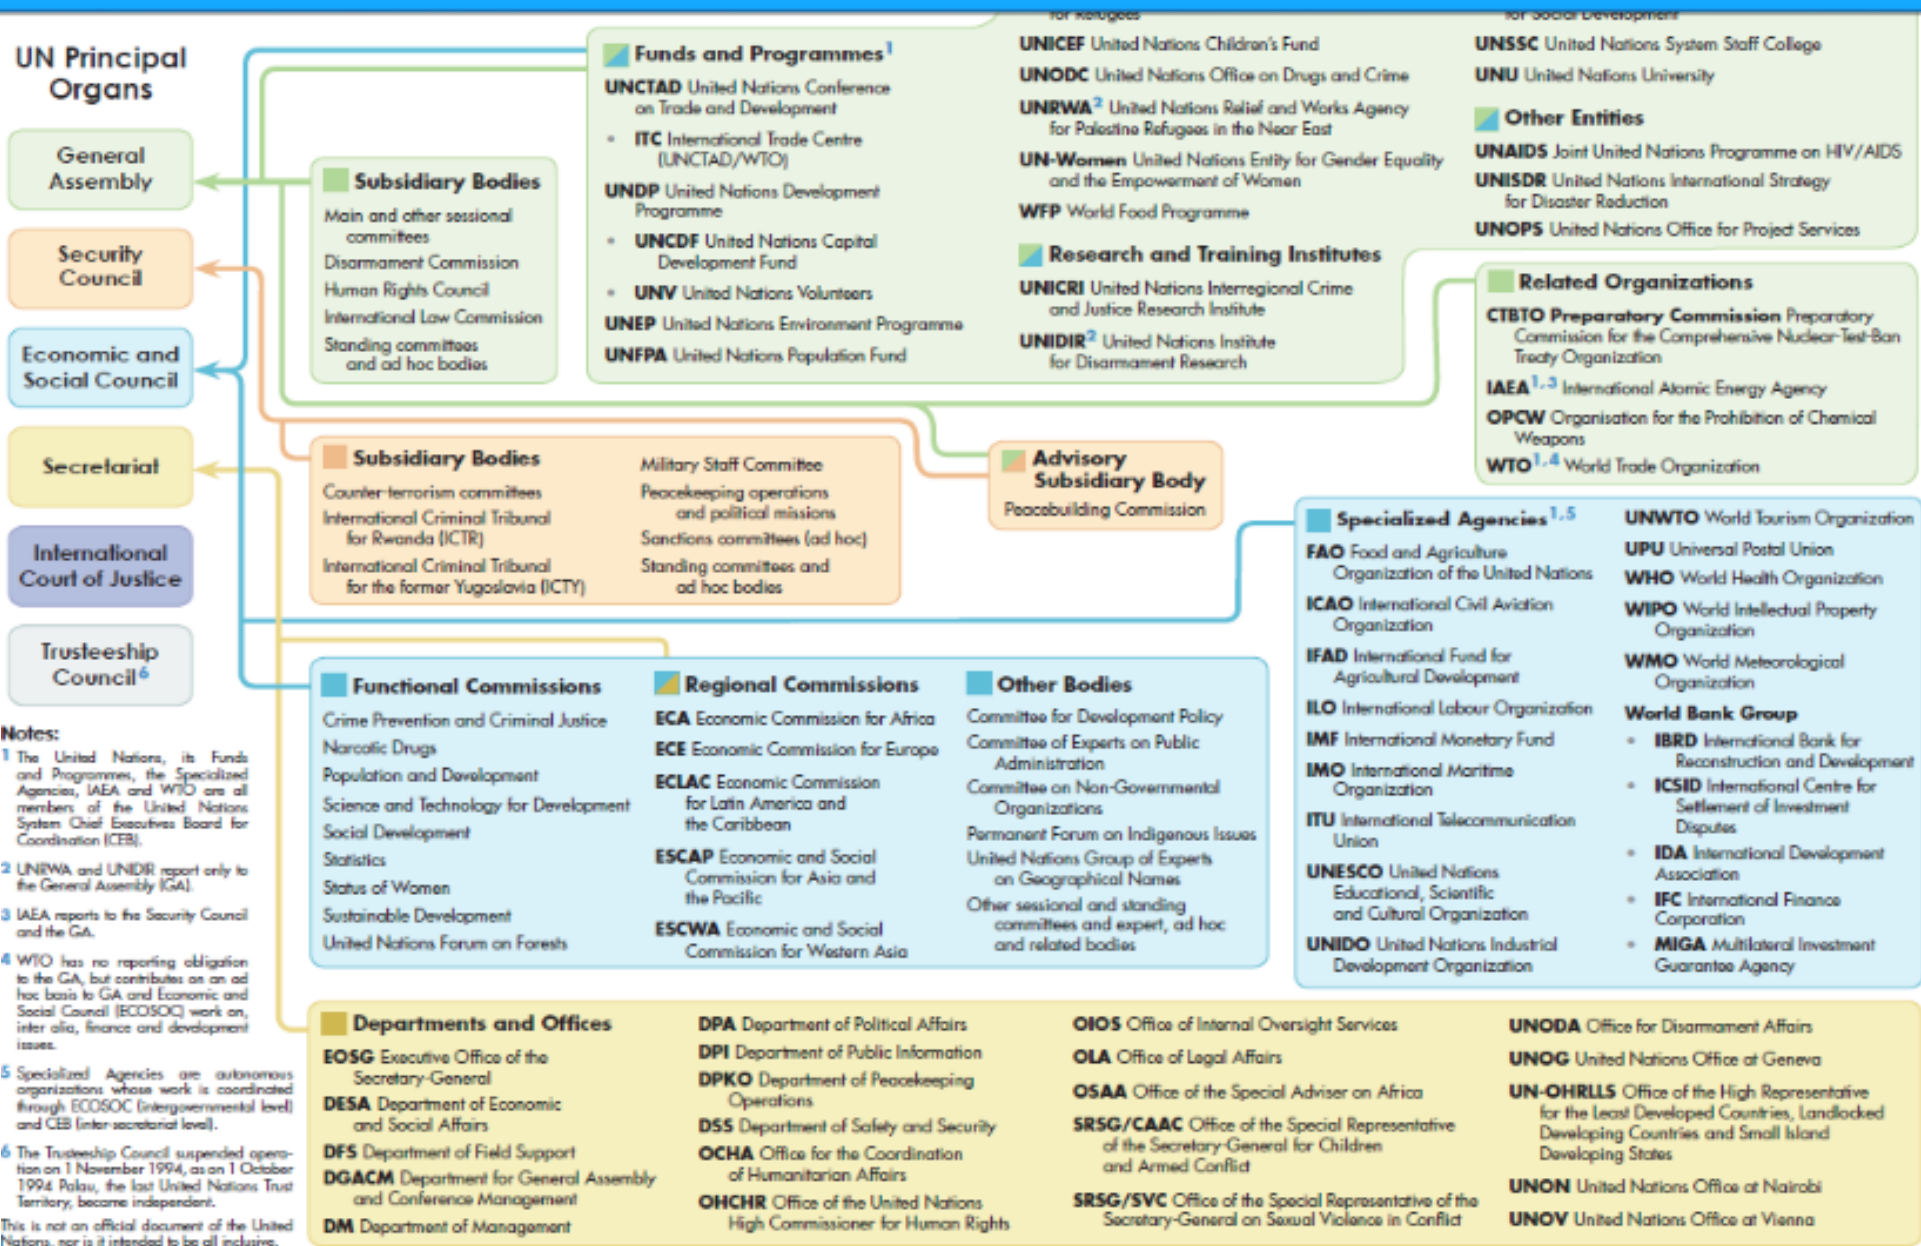 UN Principal
Organs
General
Assembly
Security
Council
Economic and
Social Council
Secretariat
International
Court of Justice
Trusteeship
Council6
Notes:
1 The United Nations, its Funds
and Programmes, the Specialized
Agencies, IAEA and WTO are all
members of the United Nations
System Chief Executives Board for
Coordination (CEB).
2 UNRWA and UNIDIR report only to
the General Assembly (GA).
3 IAEA reports to the Security Council
and the GA.
4 WTO has no reporting obligation
to the GA, but contributes on an ad
hoc basis to GA and Economic and
Social Council (ECOSOC) work on,
inter alia, finance and development
issues.
5 Specialized Agencies are autonomous
organizations whose work is coordinated
through ECOSOC (intergovernmental level)
and CEB (inter-secretariat level).
6 The Trusteeship Council suspended opera-
tion on 1 November 1994, as on 1 October
1994 Palau, the last United Nations Trust
Territory, became independent.
This is not an official document of the United
Nations, nor is it intended to be all inclusive.
Subsidiary Bodies
Main and other sessional
committees
Disarmament Commission
Human Rights Council
International Law Commission
Standing committees
and ad hoc bodies
Funds and Programmes1
UNCTAD United Nations Conference
on Trade and Development
• ITC International Trade Centre
(UNCTAD/WTO)
UNDP United Nations Development
Programme
• UNCDF United Nations Capital
Development Fund
• UNV United Nations Volunteers
UNEP United Nations Environment Programme
UNFPA United Nations Population Fund
for Refugees
UNICEF United Nations Children's Fund
UNODC United Nations Office on Drugs and Crime
UNRWA2 United Nations Relief and Works Agency
for Palestine Refugees in the Near East
UN-Women United Nations Entity for Gender Equality
and the Empowerment of Women
WFP World Food Programme
Research and Training Institutes
UNICRI United Nations Interregional Crime
and Justice Research Institute
UNIDIR2 United Nations Institute
for Disarmament Research
for Social Development
UNSSC United Nations System Staff College
UNU United Nations University
Other Entities
UNAIDS Joint United Nations Programme on HIV/AIDS
UNISDR United Nations International Strategy
for Disaster Reduction
UNOPS United Nations Office for Project Services
Related Organizations
CTBTO Preparatory Commission Preparatory
Commission for the Comprehensive Nuclear-Test-Ban
Treaty Organization
IAEA1,3 International Atomic Energy Agency
OPCW Organisation for the Prohibition of Chemical
Weapons
WTO1,4 World Trade Organization
Subsidiary Bodies
Counter-terrorism committees
International Criminal Tribunal
for Rwanda (ICTR)
International Criminal Tribunal
for the former Yugoslavia (ICTY)
Military Staff Committee
Peacekeeping operations
and political missions
Sanctions committees (ad hoc)
Standing committees and
ad hoc bodies
Advisory
Subsidiary Body
Peacebuilding Commission
Specialized Agencies1,5
FAO Food and Agriculture
Organization of the United Nations
ICAO International Civil Aviation
Organization
IFAD International Fund for
Agricultural Development
ILO International Labour Organization
IMF International Monetary Fund
IMO International Maritime
Organization
ITU International Telecommunication
Union
UNESCO United Nations
Educational, Scientific
and Cultural Organization
UNIDO United Nations Industrial
Development Organization
UNWTO World Tourism Organization
UPU Universal Postal Union
WHO World Health Organization
WIPO World Intellectual Property
Organization
WMO World Meteorological
Organization
World Bank Group
• IBRD International Bank for
Reconstruction and Development
• ICSID International Centre for
Settlement of Investment
Disputes
• IDA International Development
Association
• IFC International Finance
Corporation
• MIGA Multilateral Investment
Guarantee Agency
Functional Commissions
Crime Prevention and Criminal Justice
Narcotic Drugs
Population and Development
Science and Technology for Development
Social Development
Statistics
Status of Women
Sustainable Development
United Nations Forum on Forests
Regional Commissions
ECA Economic Commission for Africa
ECE Economic Commission for Europe
ECLAC Economic Commission
for Latin America and
the Caribbean
ESCAP Economic and Social
Commission for Asia and
the Pacific
ESCWA Economic and Social
Commission for Western Asia
Other Bodies
Committee for Development Policy
Committee of Experts on Public
Administration
Committee on Non-Governmental
Organizations
Permanent Forum on Indigenous Issues
United Nations Group of Experts
on Geographical Names
Other sessional and standing
committees and expert, ad hoc
and related bodies
Departments and Offices
EOSG Executive Office of the
Secretary-General
DESA Department of Economic
and Social Affairs
DFS Department of Field Support
DGACM Department for General Assembly
and Conference Management
DM Department of Management
DPA Department of Political Affairs
DPI Department of Public Information
DPKO Department of Peacekeeping
Operations
DSS Department of Safety and Security
OCHA Office for the Coordination
of Humanitarian Affairs
OHCHR Office of the United Nations
High Commissioner for Human Rights
OIOS Office of Internal Oversight Services
OLA Office of Legal Affairs
OSAA Office of the Special Adviser on Africa
SRSG/CAAC Office of the Special Representative
of the Secretary-General for Children
and Armed Conflict
SRSG/SVC Office of the Special Representative of the
Secretary-General on Sexual Violence in Conflict
UNODA Office for Disarmament Affairs
UNOG United Nations Office at Geneva
UN-OHRLLS Office of the High Representative
for the Least Developed Countries, Landlocked
Developing Countries and Small Island
Developing States
UNON United Nations Office at Nairobi
UNOV United Nations Office at Vienna